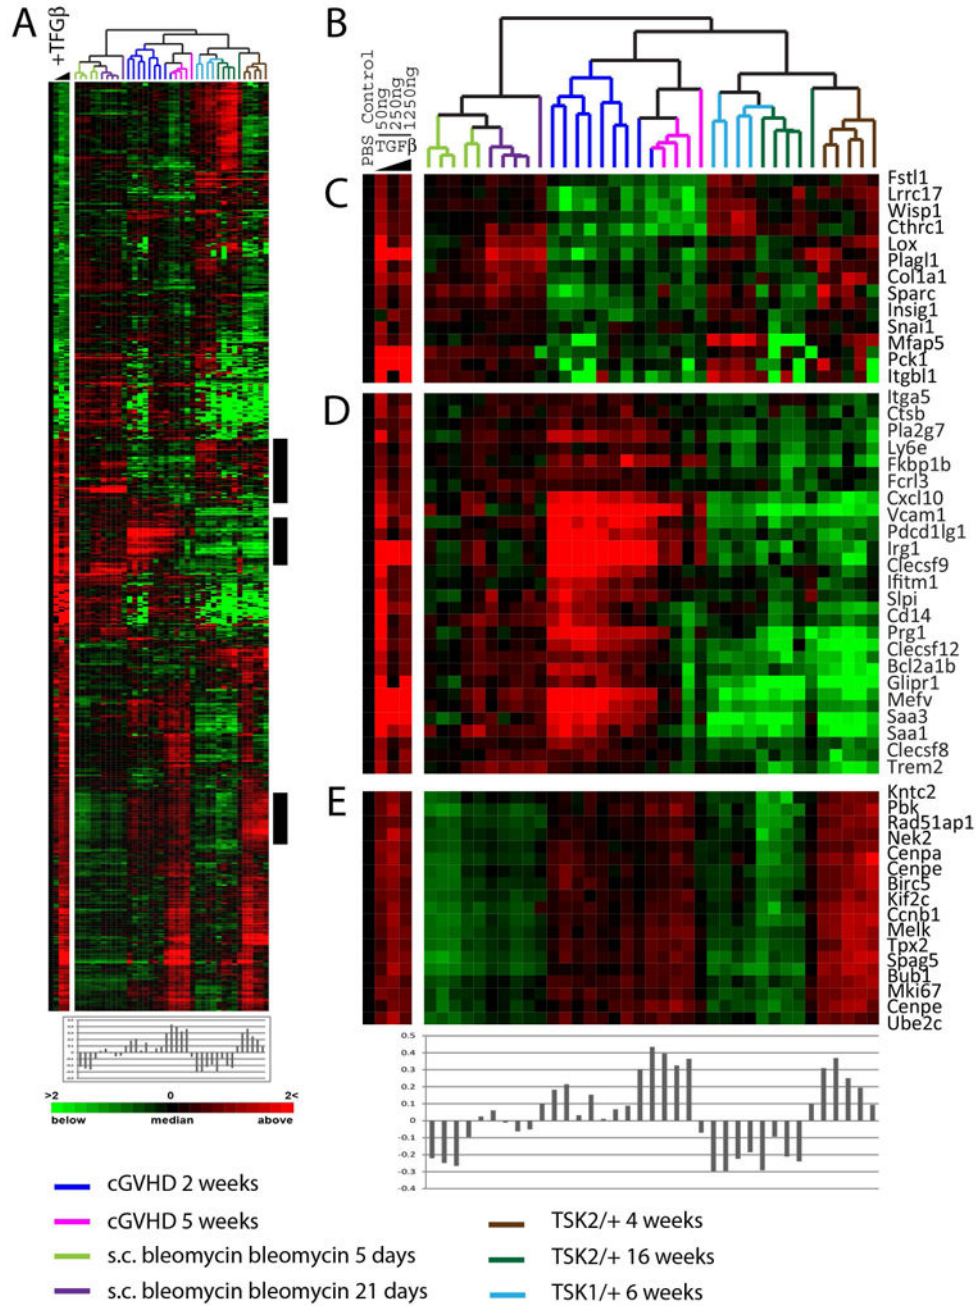 A
+TFGβ
B
PBS Control
50ng
250ng
1250ng
TGFβ
C
Fstl1
Lrrc17
Wisp1
Cthrc1
Lox
Plagl1
Col1a1
Sparc
Insig1
Snai1
Mfap5
Pck1
Itgbl1
D
Itga5
Ctsb
Pla2g7
Ly6e
Fkbp1b
Fcrl3
Cxcl10
Vcam1
Pdcd1lg1
Irg1
Clecsf9
Ifitm1
Slpi
Cd14
Prg1
Clecsf12
Bcl2a1b
Glipr1
Mefv
Saa3
Saa1
Clecsf8
Trem2
E
Kntc2
Pbk
Rad51ap1
Nek2
Cenpa
Cenpe
Birc5
Kif2c
Ccnb1
Melk
Tpx2
Spag5
Bub1
Mki67
Cenpe
Ube2c
0.5
0.4
0.3
0.2
0.1
0
-0.1
-0.2
-0.3
-0.4
>2 0 2<
below median above
cGVHD 2 weeks
cGVHD 5 weeks
s.c. bleomycin bleomycin 5 days
s.c. bleomycin bleomycin 21 days
TSK2/+ 4 weeks
TSK2/+ 16 weeks
TSK1/+ 6 weeks